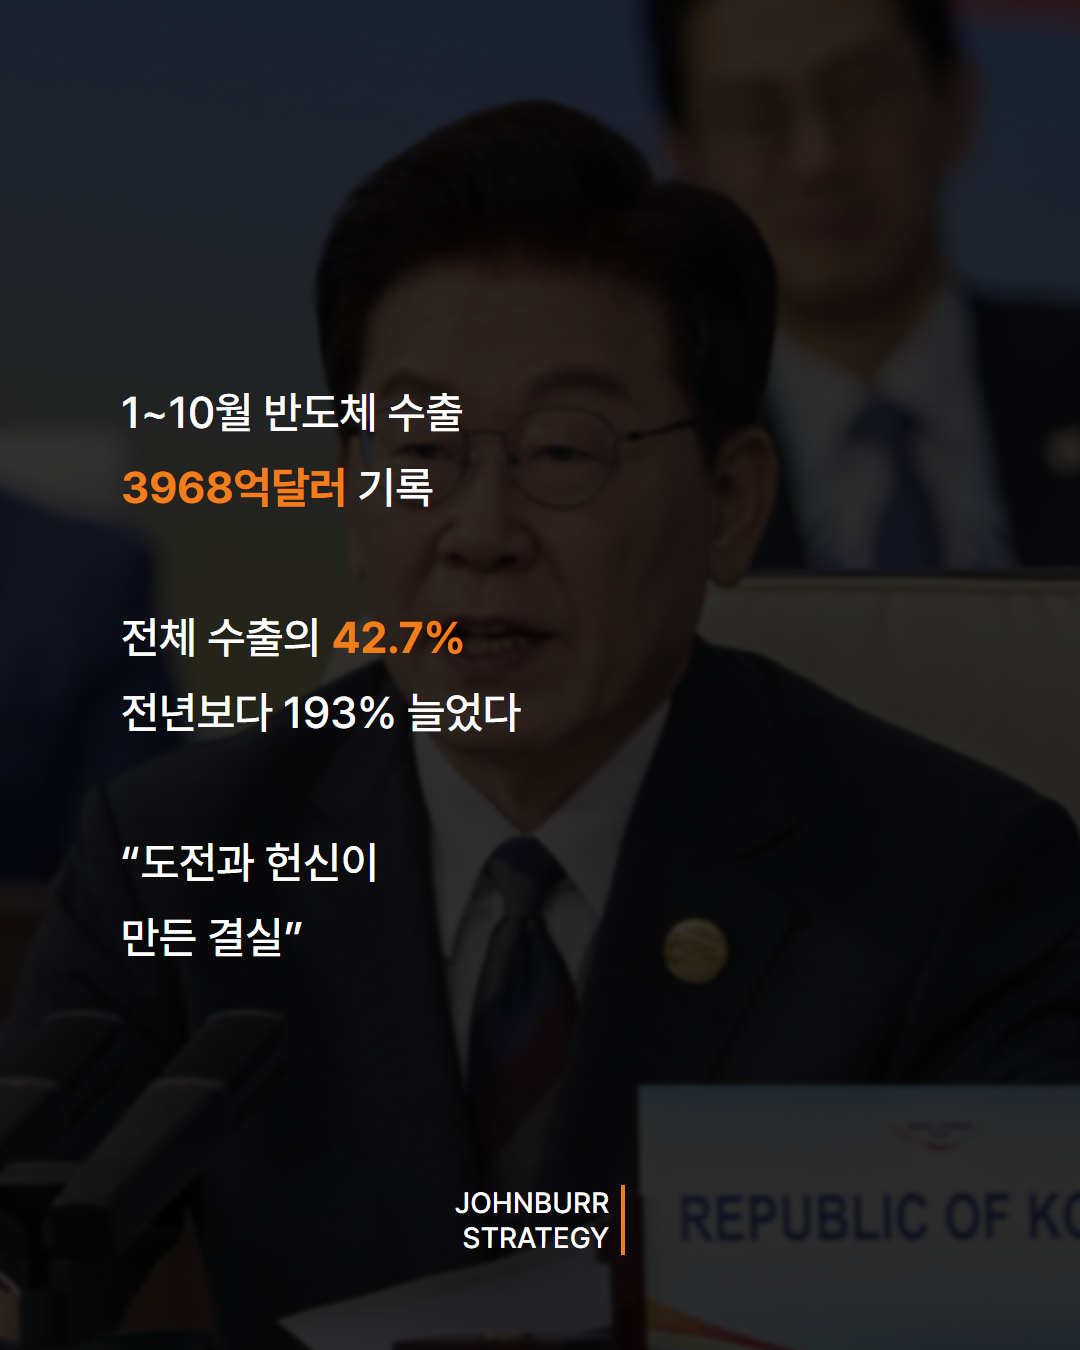 1~10월 반도체 수출
3968억달러 기록
전체 수출의 42.7%
전년보다 193% 늘었다
“도전과 헌신이
만든 결실”
JOHNBURR
STRATEGY
REPUBLIC OF KO